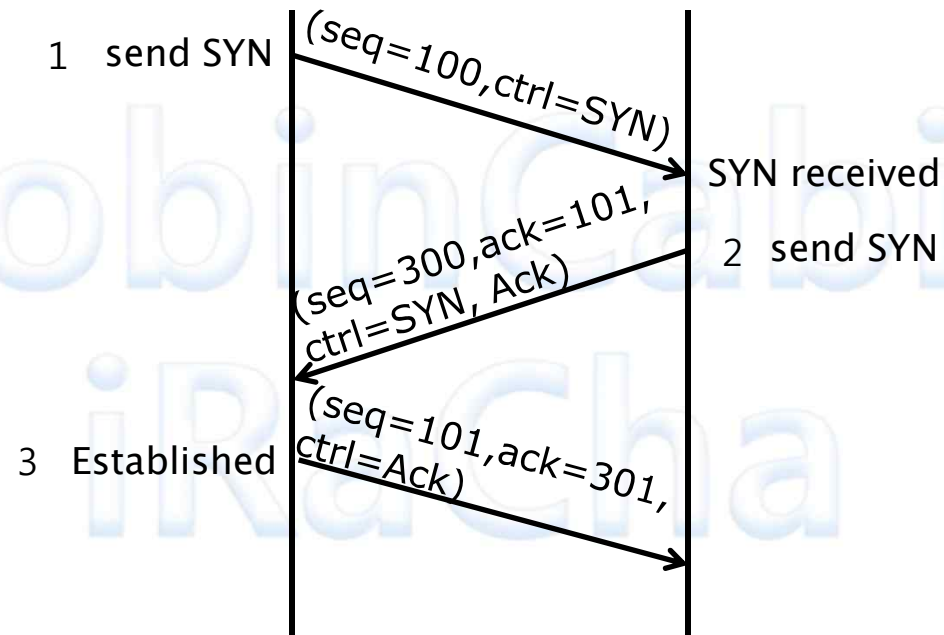 1 send SYN
(seq=100,ctrl=SYN)
SYN received
(seq=300,ack=101,
ctrl=SYN, Ack)
2 send SYN
(seq=101,ack=301,
ctrl=Ack)
3 Established
iRaCha